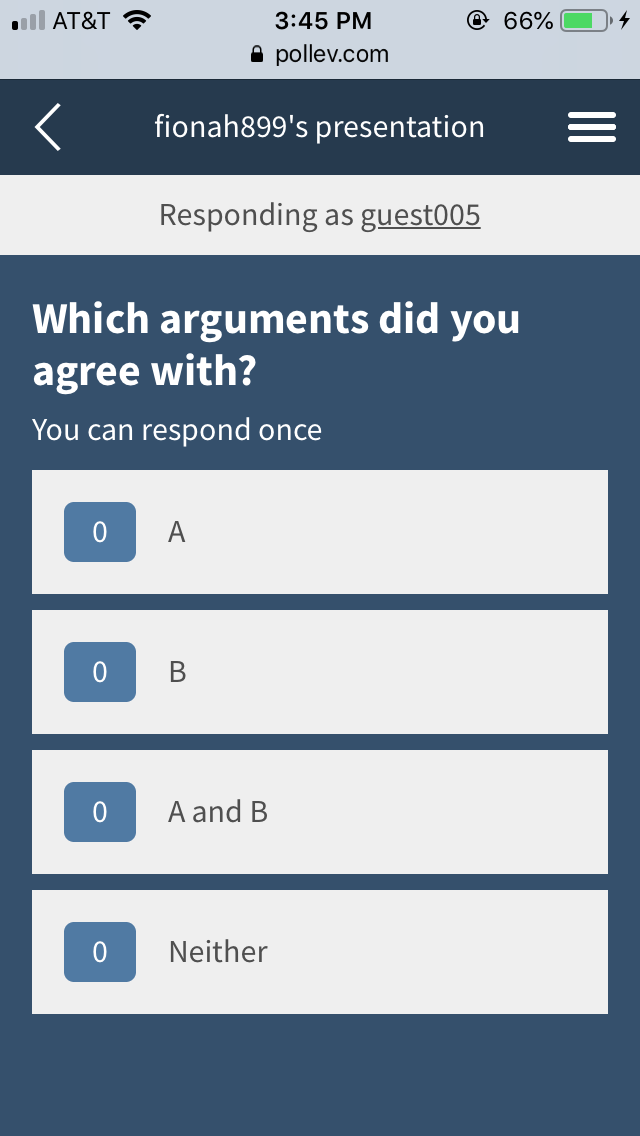 AT&T 3:45 PM 66%
pollev.com
fionah899's presentation
Responding as guest005
Which arguments did you
agree with?
You can respond once
0 A
0 B
0 A and B
0 Neither